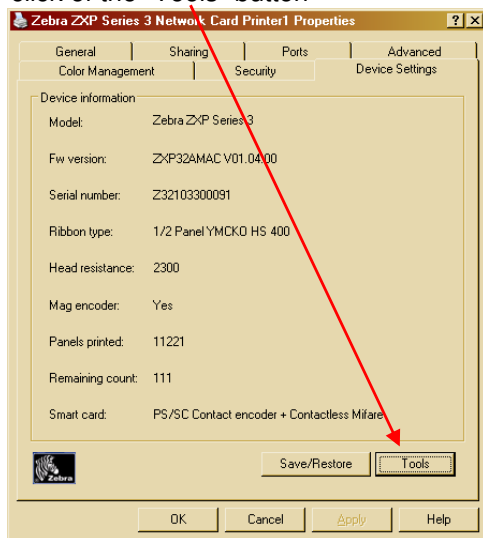 click of the "Tools" button
Zebra ZXP Series 3 Network Card Printer1 Properties
General Sharing Ports Advanced
Color Management Security Device Settings
Device information
Model: Zebra ZXP Series 3
Fw version: ZXP32AMAC V01.04.00
Serial number: Z32103300091
Ribbon type: 1/2 Panel YMCKO HS 400
Head resistance: 2300
Mag encoder: Yes
Panels printed: 11221
Remaining count: 111
Smart card: PS/SC Contact encoder + Contactless Mifare
Zebra
Save/Restore Tools
OK Cancel Apply Help